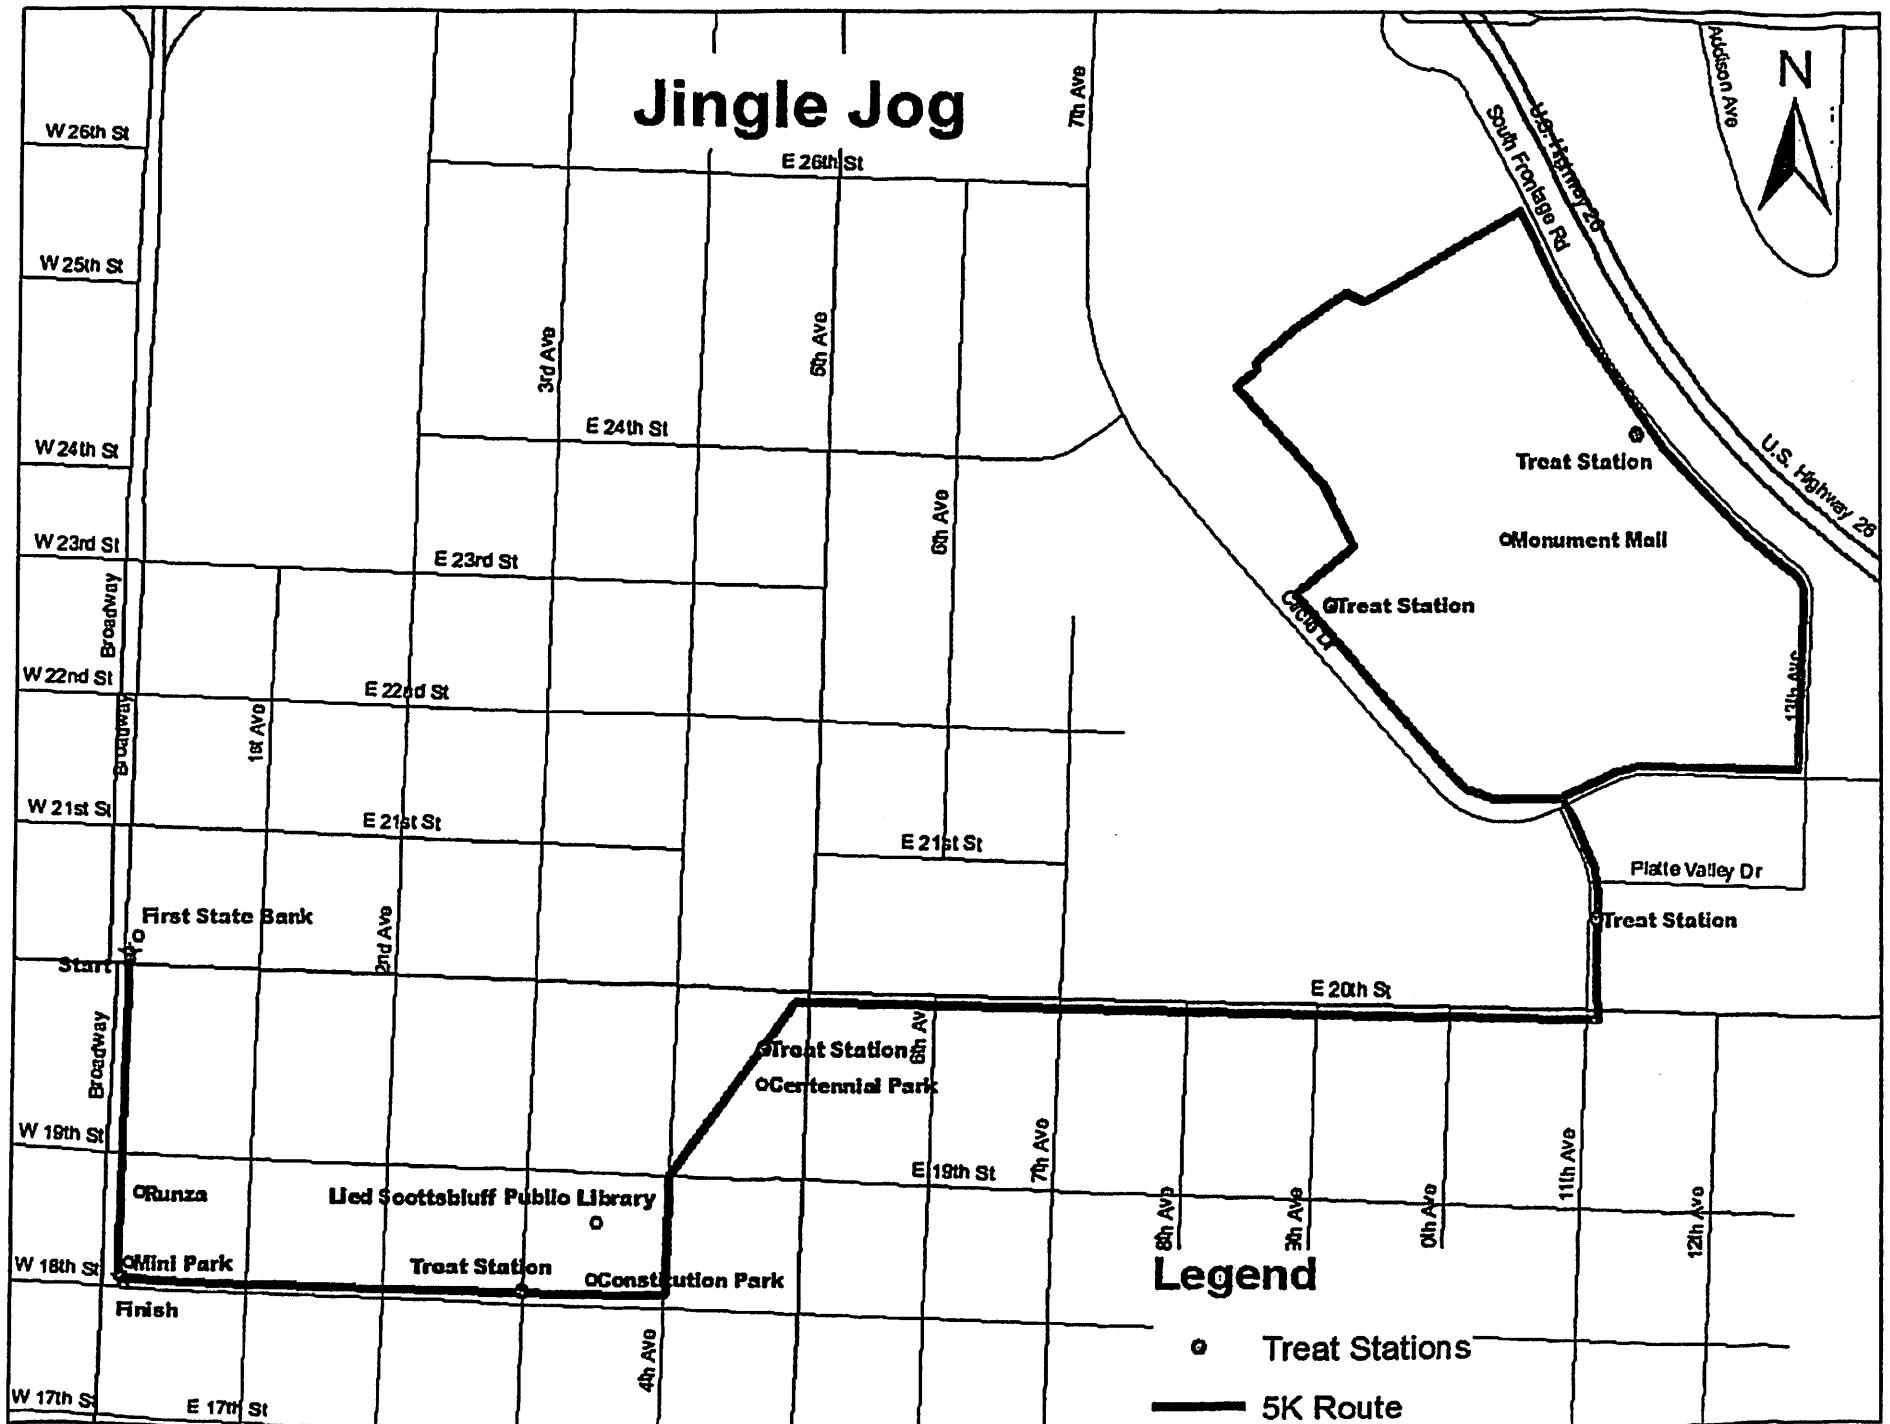 Jingle Jog
N
Addison Ave
7th Ave
W 26th St
E 26th St
U.S. Highway 26
South Frontage Rd
W 25th St
3rd Ave
5th Ave
W 24th St
E 24th St
Treat Station
U.S. Highway 26
6th Ave
W 23rd St
E 23rd St
Monument Mall
Broadway
Circle Dr
Treat Station
W 22nd St
E 22nd St
13th Ave
Broadway
1st Ave
W 21st St
E 21st St
E 21st St
Platte Valley Dr
First State Bank
2nd Ave
Treat Station
Start
E 20th St
Broadway
6th Av
Treat Station
Centennial Park
W 19th St
E 19th St
7th Ave
11th Ave
Runza
Lied Scottsbluff Public Library
8th Ave
9th Ave
0th Ave
12th Ave
W 18th St
Mini Park
Treat Station
Constitution Park
Finish
Legend
4th Ave
Treat Stations
W 17th St
E 17th St
5K Route